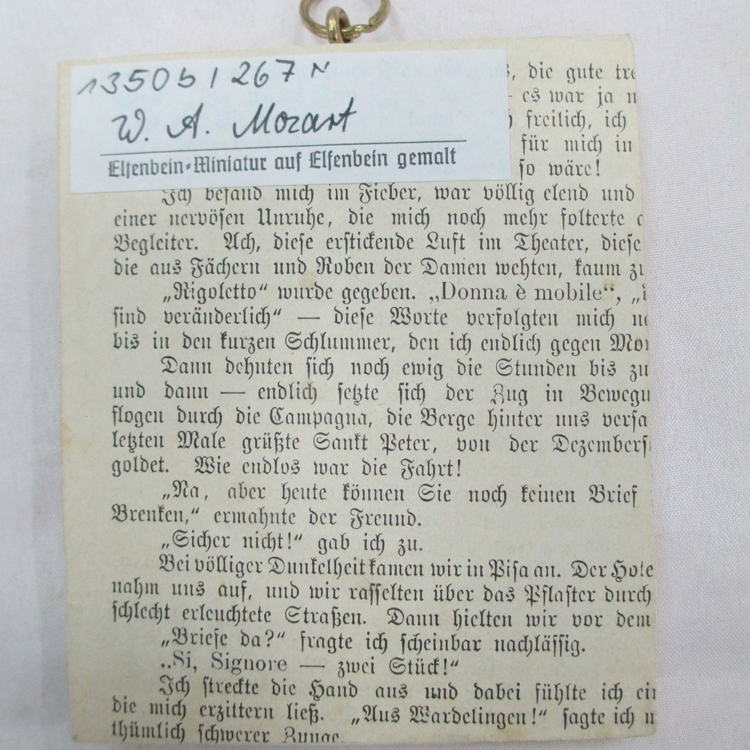 1350b/267 N
W. A. Mozart
Elfenbein-Miniatur auf Elfenbein gemalt
die gute
— es war ja
freilich, ich
für mich in
so wäre!
Ich befand mich im Fieber, war völlig elend und
einer nervösen Unruhe, die mich noch mehr folterte
Begleiter. Ach, diese erstickende Luft im Theater, diese
die aus Fächern und Roben der Damen wehten, kaum zu
„Rigoletto“ wurde gegeben. „Donna è mobile“,
sind veränderlich“ — diese Worte verfolgten mich
bis in den kurzen Schlummer, den ich endlich gegen
Dann dehnten sich noch ewig die Stunden bis zu
und dann — endlich setzte sich der Zug in
flogen durch die Campagna, die Berge hinter uns
letzten Male grüßte Sankt Peter, von der
goldet. Wie endlos war die Fahrt!
„Na, aber heute können Sie noch keinen Brief
Brenken,“ ermahnte der Freund.
„Sicher nicht!“ gab ich zu.
Bei völliger Dunkelheit kamen wir in Pisa an. Der
nahm uns auf, und wir rasselten über das Pflaster durch
schlecht erleuchtete Straßen. Dann hielten wir vor dem
„Briefe da?“ fragte ich scheinbar nachlässig.
„Si, Signore — zwei Stück!“
Ich streckte die Hand aus und dabei fühlte ich
die mich erzittern ließ. „Aus Wardelingen!“ sagte ich
thümlich schwerer Zunge.